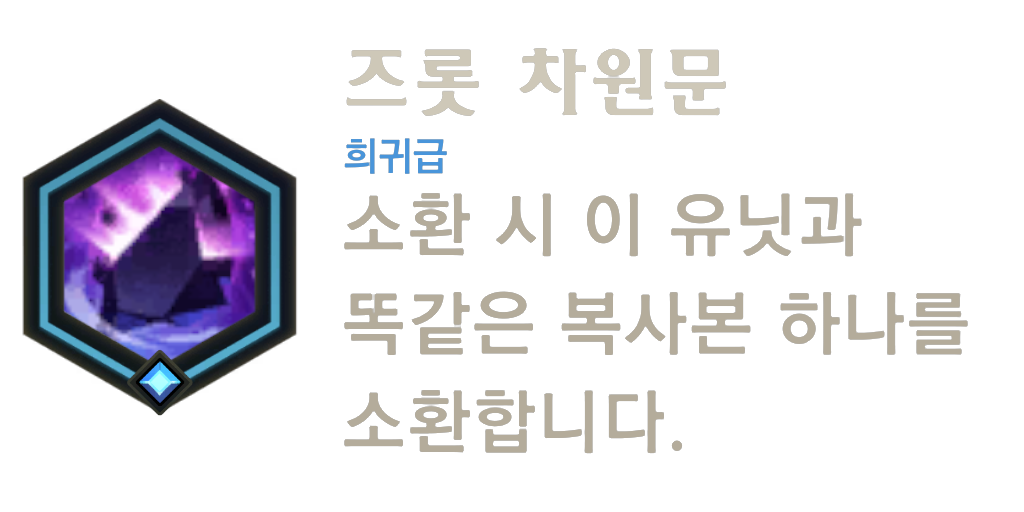 즈롯 차원문
희귀급
소환 시 이 유닛과
똑같은 복사본 하나를
소환합니다.